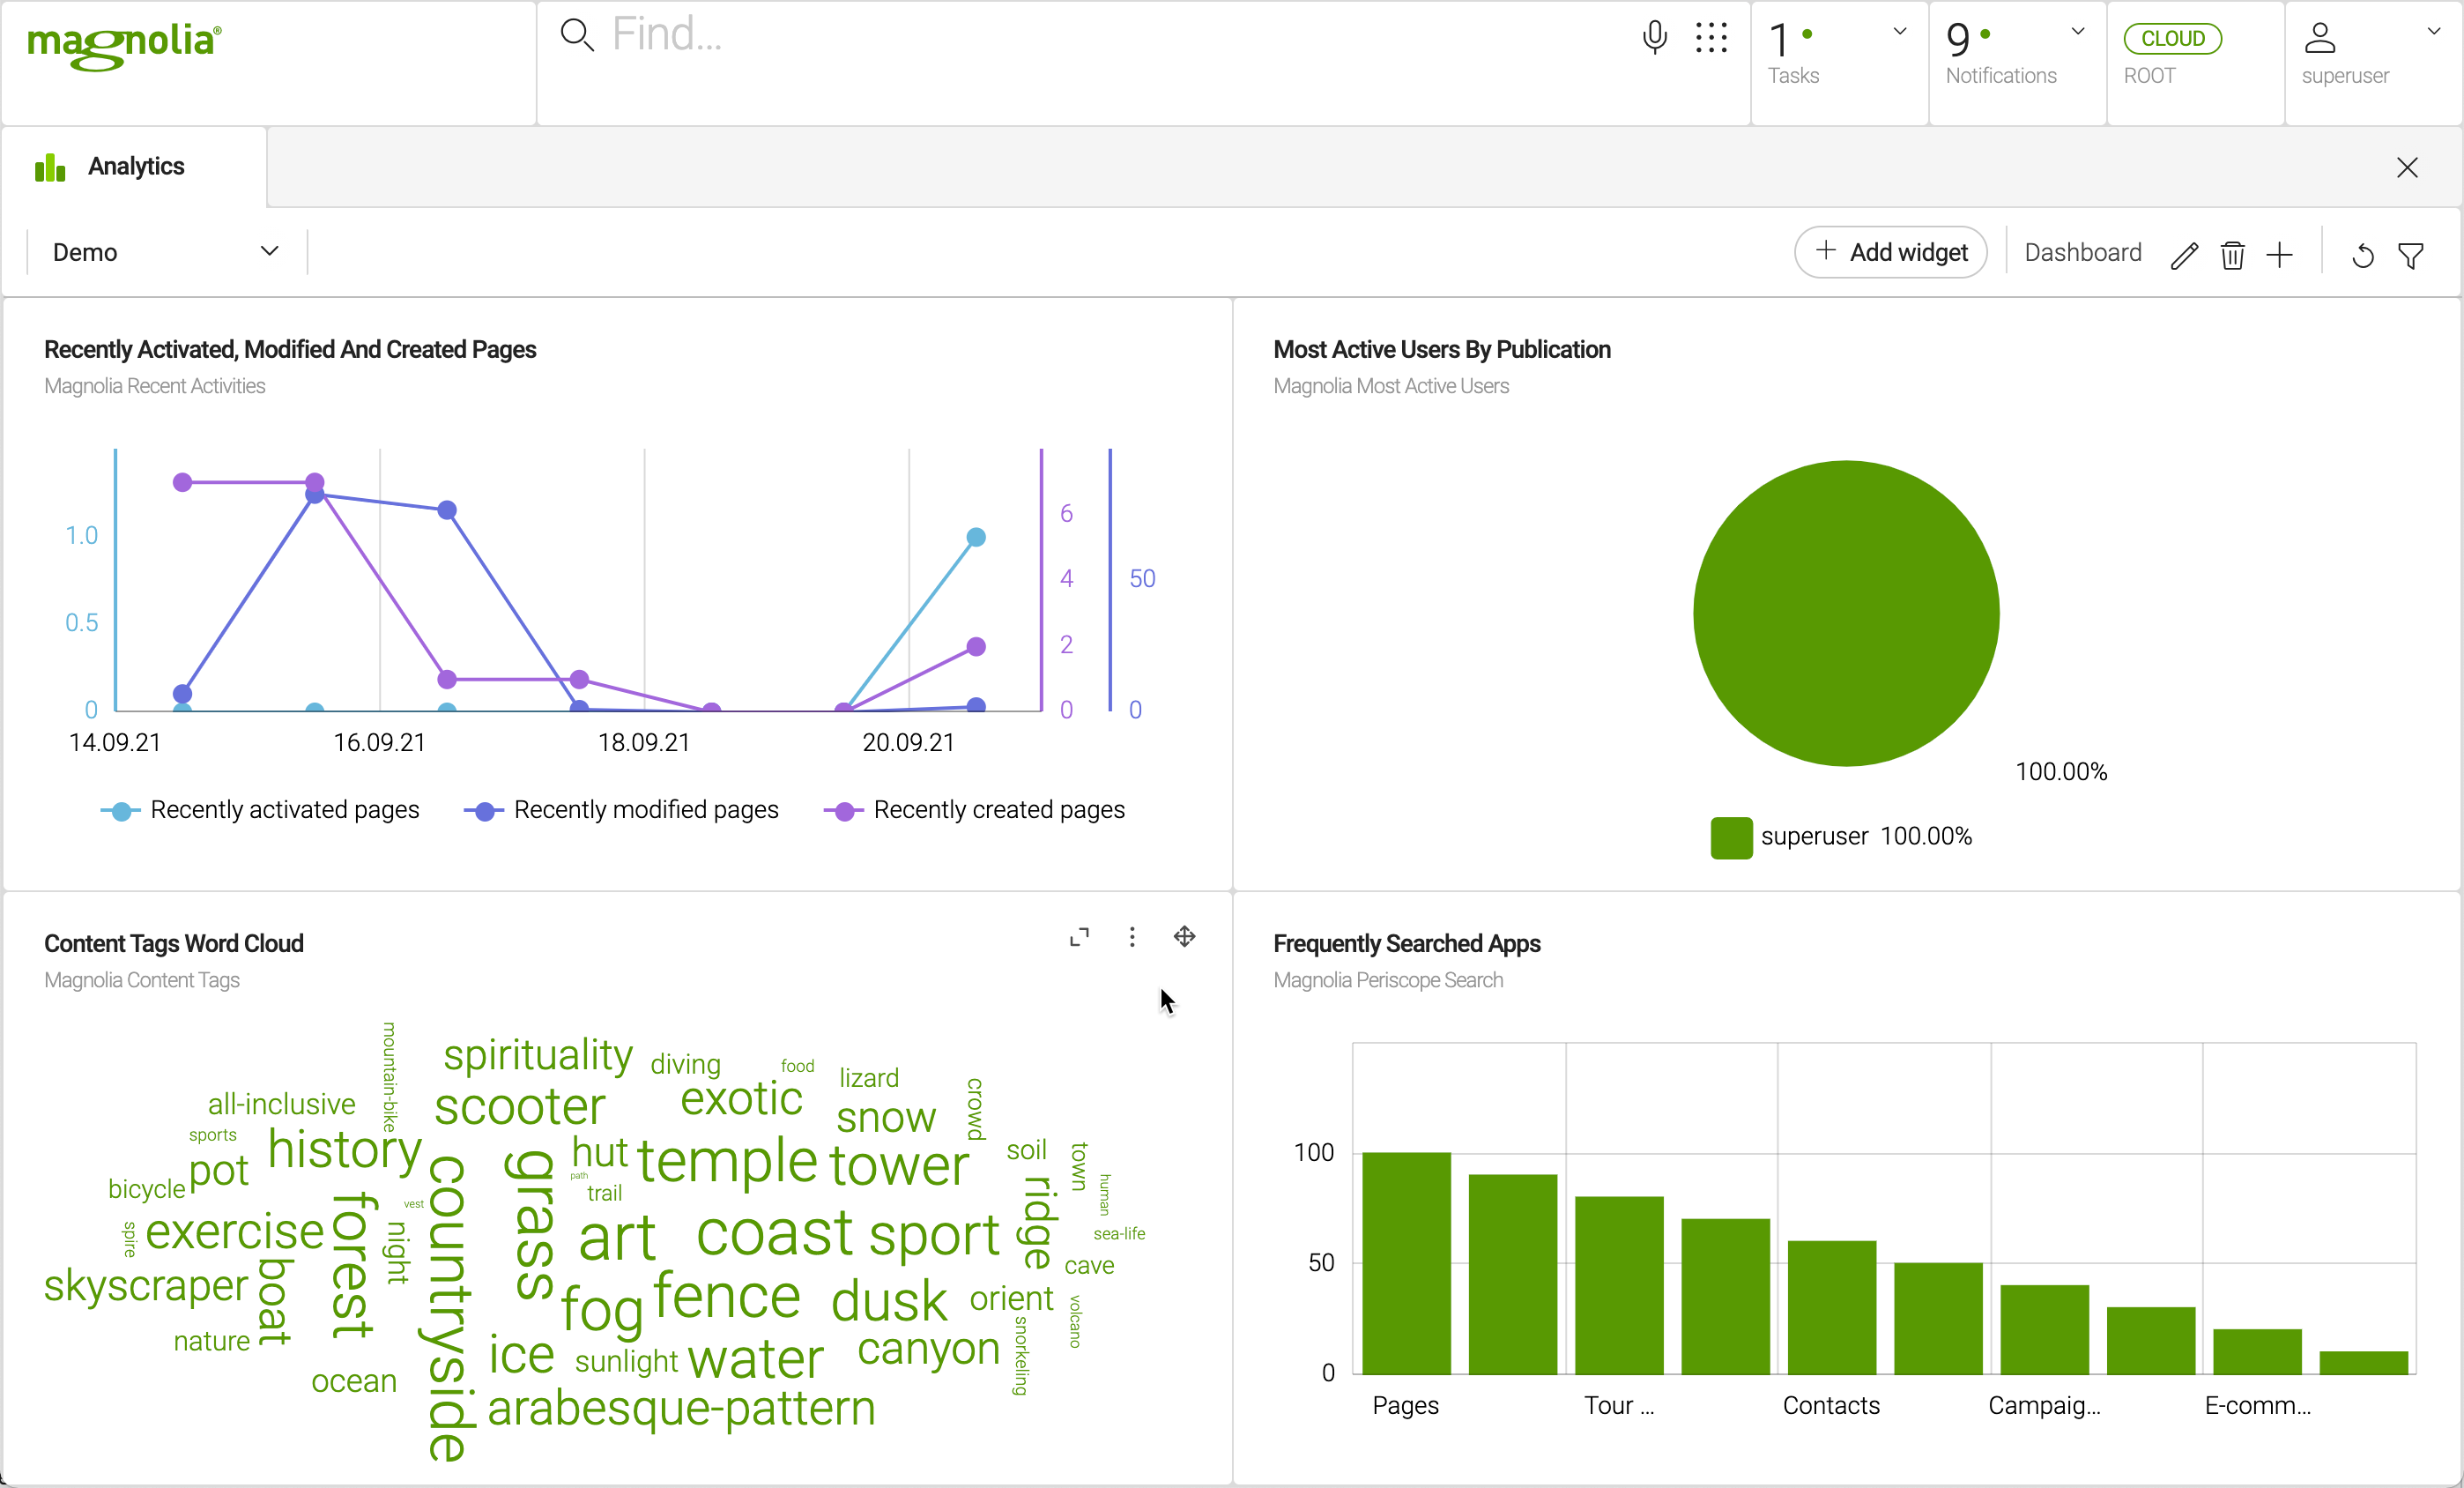 magnolia®
Find...
1
Tasks
9
Notifications
CLOUD
ROOT
superuser
Analytics
Demo
Add widget
Dashboard
Recently Activated, Modified And Created Pages
Magnolia Recent Activities
1.0
0.5
0
6
4
2
0
50
0
14.09.21 16.09.21 18.09.21 20.09.21
Recently activated pages Recently modified pages Recently created pages
Most Active Users By Publication
Magnolia Most Active Users
100.00%
superuser 100.00%
Content Tags Word Cloud
Magnolia Content Tags
mountain-bike
spirituality
diving
food
lizard
crowd
all-inclusive
scooter
exotic
snow
sports
history
hut
temple
tower
soil
town
pot
path
bicycle
trail
human
ridge
countryside
grass
forest
vest
spire
exercise
night
art
coast
sport
sea-life
cave
skyscraper
boat
fog
fence
dusk
orient
volcano
nature
ice
sunlight
water
canyon
snorkeling
ocean
arabesque-pattern
Frequently Searched Apps
Magnolia Periscope Search
100
50
0
Pages Tour ... Contacts Campaig... E-comm...